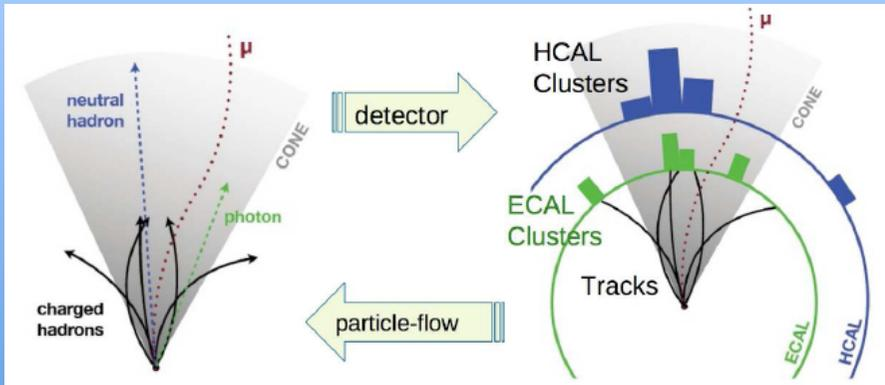 μ
neutral
hadron
CONE
photon
charged
hadrons
detector
particle-flow
μ
HCAL
Clusters
CONE
ECAL
Clusters
Tracks
ECAL
HCAL